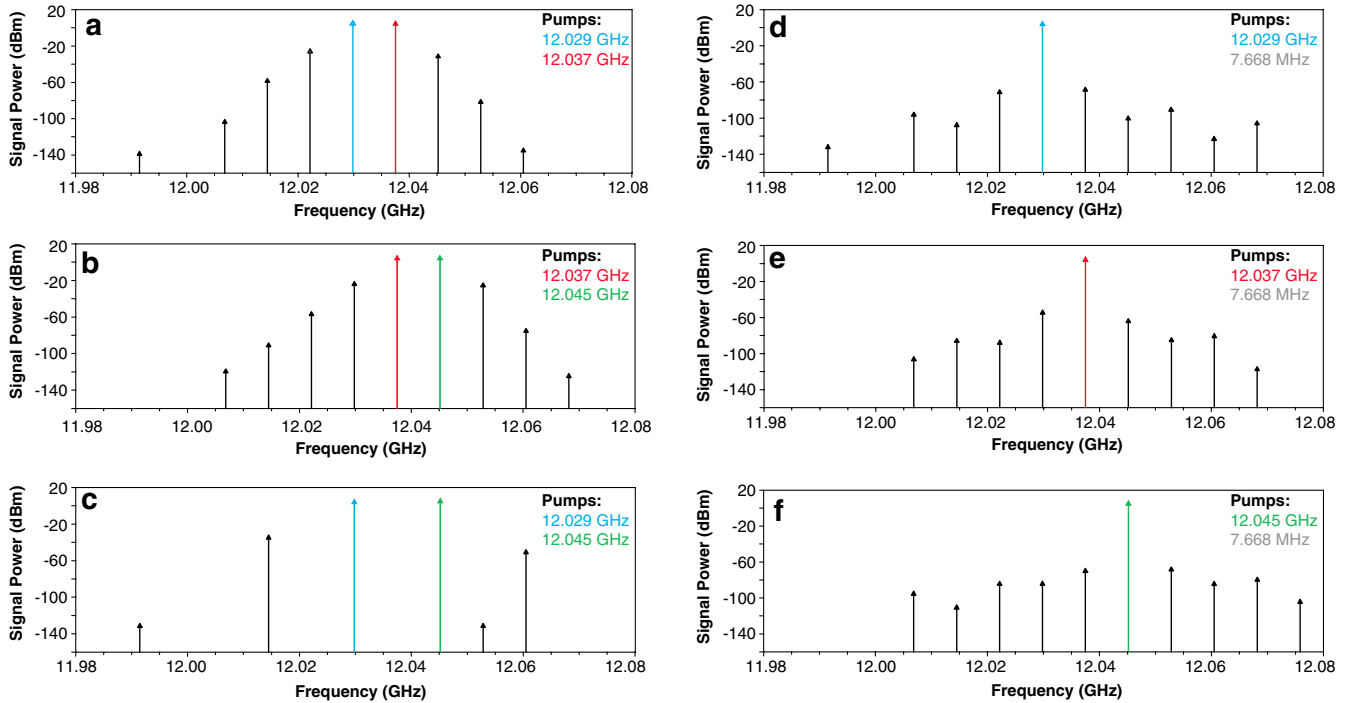 a
Signal Power (dBm)
20
-20
-60
-100
-140
Pumps:
12.029 GHz
12.037 GHz
11.98 12.00 12.02 12.04 12.06 12.08
Frequency (GHz)
b
Signal Power (dBm)
20
-20
-60
-100
-140
Pumps:
12.037 GHz
12.045 GHz
11.98 12.00 12.02 12.04 12.06 12.08
Frequency (GHz)
c
Signal Power (dBm)
20
-20
-60
-100
-140
Pumps:
12.029 GHz
12.045 GHz
11.98 12.00 12.02 12.04 12.06 12.08
Frequency (GHz)
d
Signal Power (dBm)
20
-20
-60
-100
-140
Pumps:
12.029 GHz
7.668 MHz
11.98 12.00 12.02 12.04 12.06 12.08
Frequency (GHz)
e
Signal Power (dBm)
20
-20
-60
-100
-140
Pumps:
12.037 GHz
7.668 MHz
11.98 12.00 12.02 12.04 12.06 12.08
Frequency (GHz)
f
Signal Power (dBm)
20
-20
-60
-100
-140
Pumps:
12.045 GHz
7.668 MHz
11.98 12.00 12.02 12.04 12.06 12.08
Frequency (GHz)